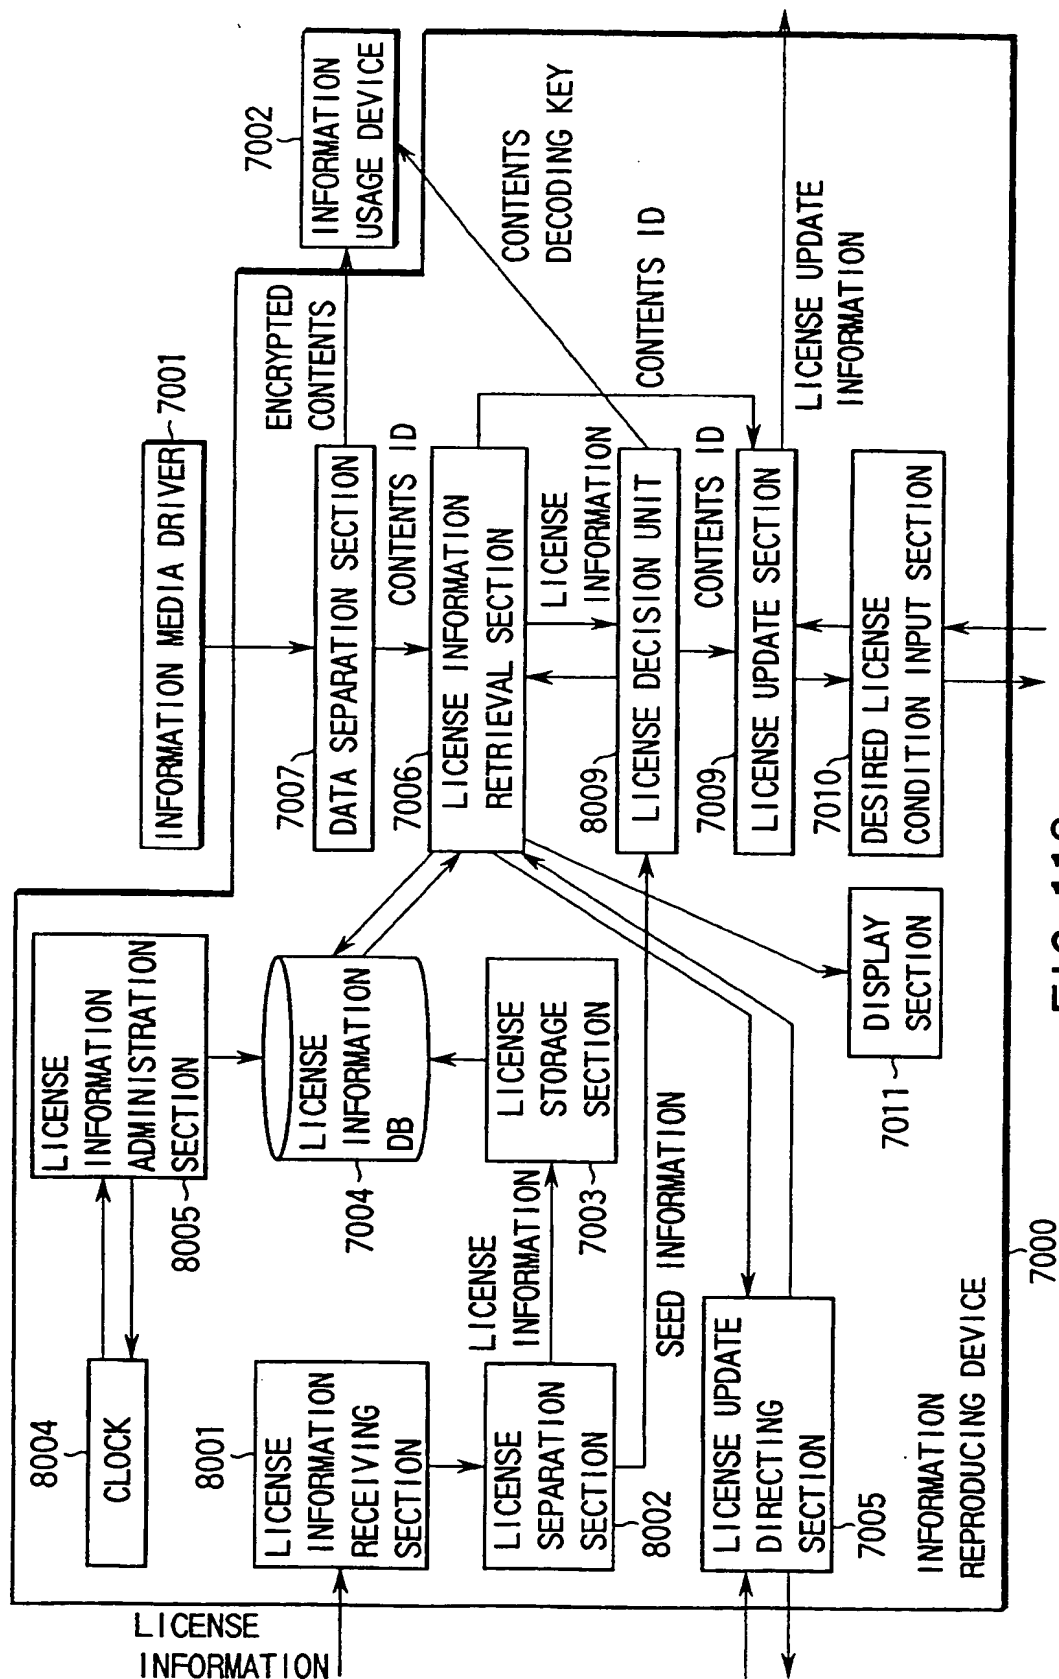 INFORMATION MEDIA DRIVER
7001
INFORMATION
USAGE DEVICE
7002
ENCRYPTED
CONTENTS
LICENSE
INFORMATION
ADMINISTRATION
SECTION
8005
CLOCK
8004
DATA SEPARATION SECTION
7007
CONTENTS ID
LICENSE
INFORMATION
DB
7004
LICENSE INFORMATION
RETRIEVAL SECTION
7006
CONTENTS
DECODING KEY
LICENSE
INFORMATION
LICENSE
INFORMATION
RECEIVING
SECTION
8001
LICENSE
SEPARATION
SECTION
8002
LICENSE
INFORMATION
LICENSE
STORAGE
SECTION
7003
LICENSE
INFORMATION
CONTENTS ID
SEED INFORMATION
LICENSE DECISION UNIT
8009
CONTENTS ID
LICENSE UPDATE SECTION
7009
LICENSE UPDATE
INFORMATION
LICENSE UPDATE
DIRECTING
SECTION
7005
DISPLAY
SECTION
7011
DESIRED LICENSE
CONDITION INPUT SECTION
7010
INFORMATION
REPRODUCING DEVICE
7000